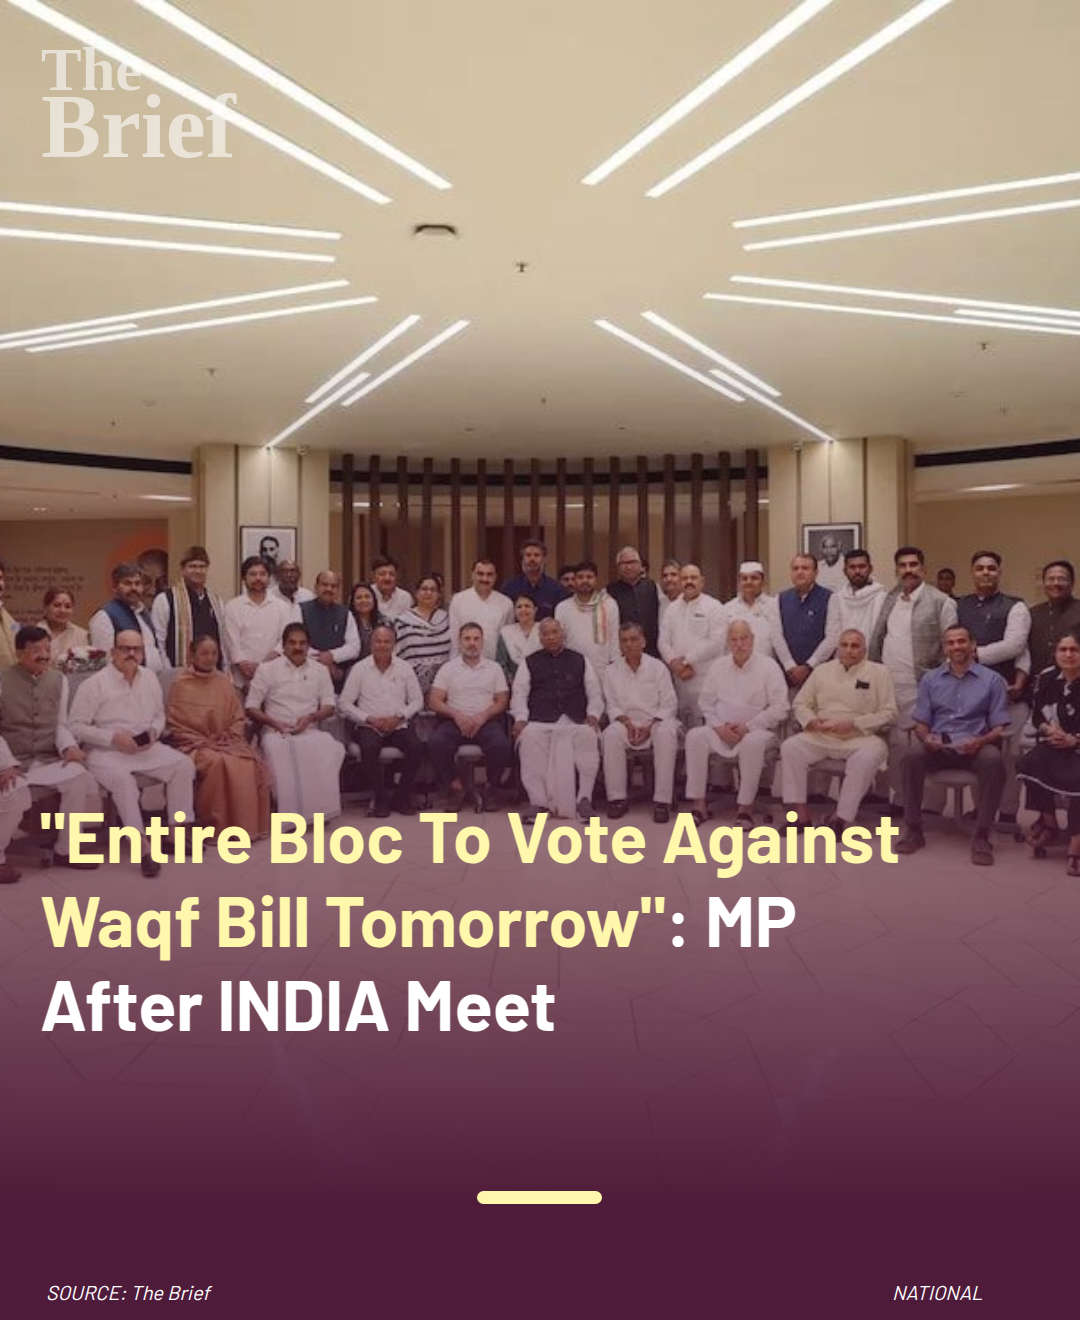 The
Brief
"Entire Bloc To Vote Against
Waqf Bill Tomorrow": MP
After INDIA Meet
SOURCE: The Brief
NATIONAL